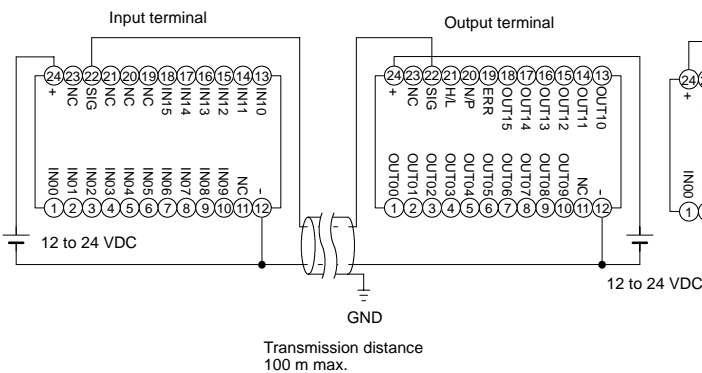 Input terminal
24 23 22 21 20 19 18 17 16 15 14 13
+ NC SIG NC NC NC IN15 IN14 IN13 IN12 IN11 IN10
IN00 IN01 IN02 IN03 IN04 IN05 IN06 IN07 IN08 IN09 NC -
1 2 3 4 5 6 7 8 9 10 11 12
12 to 24 VDC
Output terminal
24 23 22 21 20 19 18 17 16 15 14 13
+ NC SIG H/L N/P ERR OUT15 OUT14 OUT13 OUT12 OUT11 OUT10
OUT00 OUT01 OUT02 OUT03 OUT04 OUT05 OUT06 OUT07 OUT08 OUT09 NC -
1 2 3 4 5 6 7 8 9 10 11 12
12 to 24 VDC
24
+
IN00
1
GND
Transmission distance
100 m max.